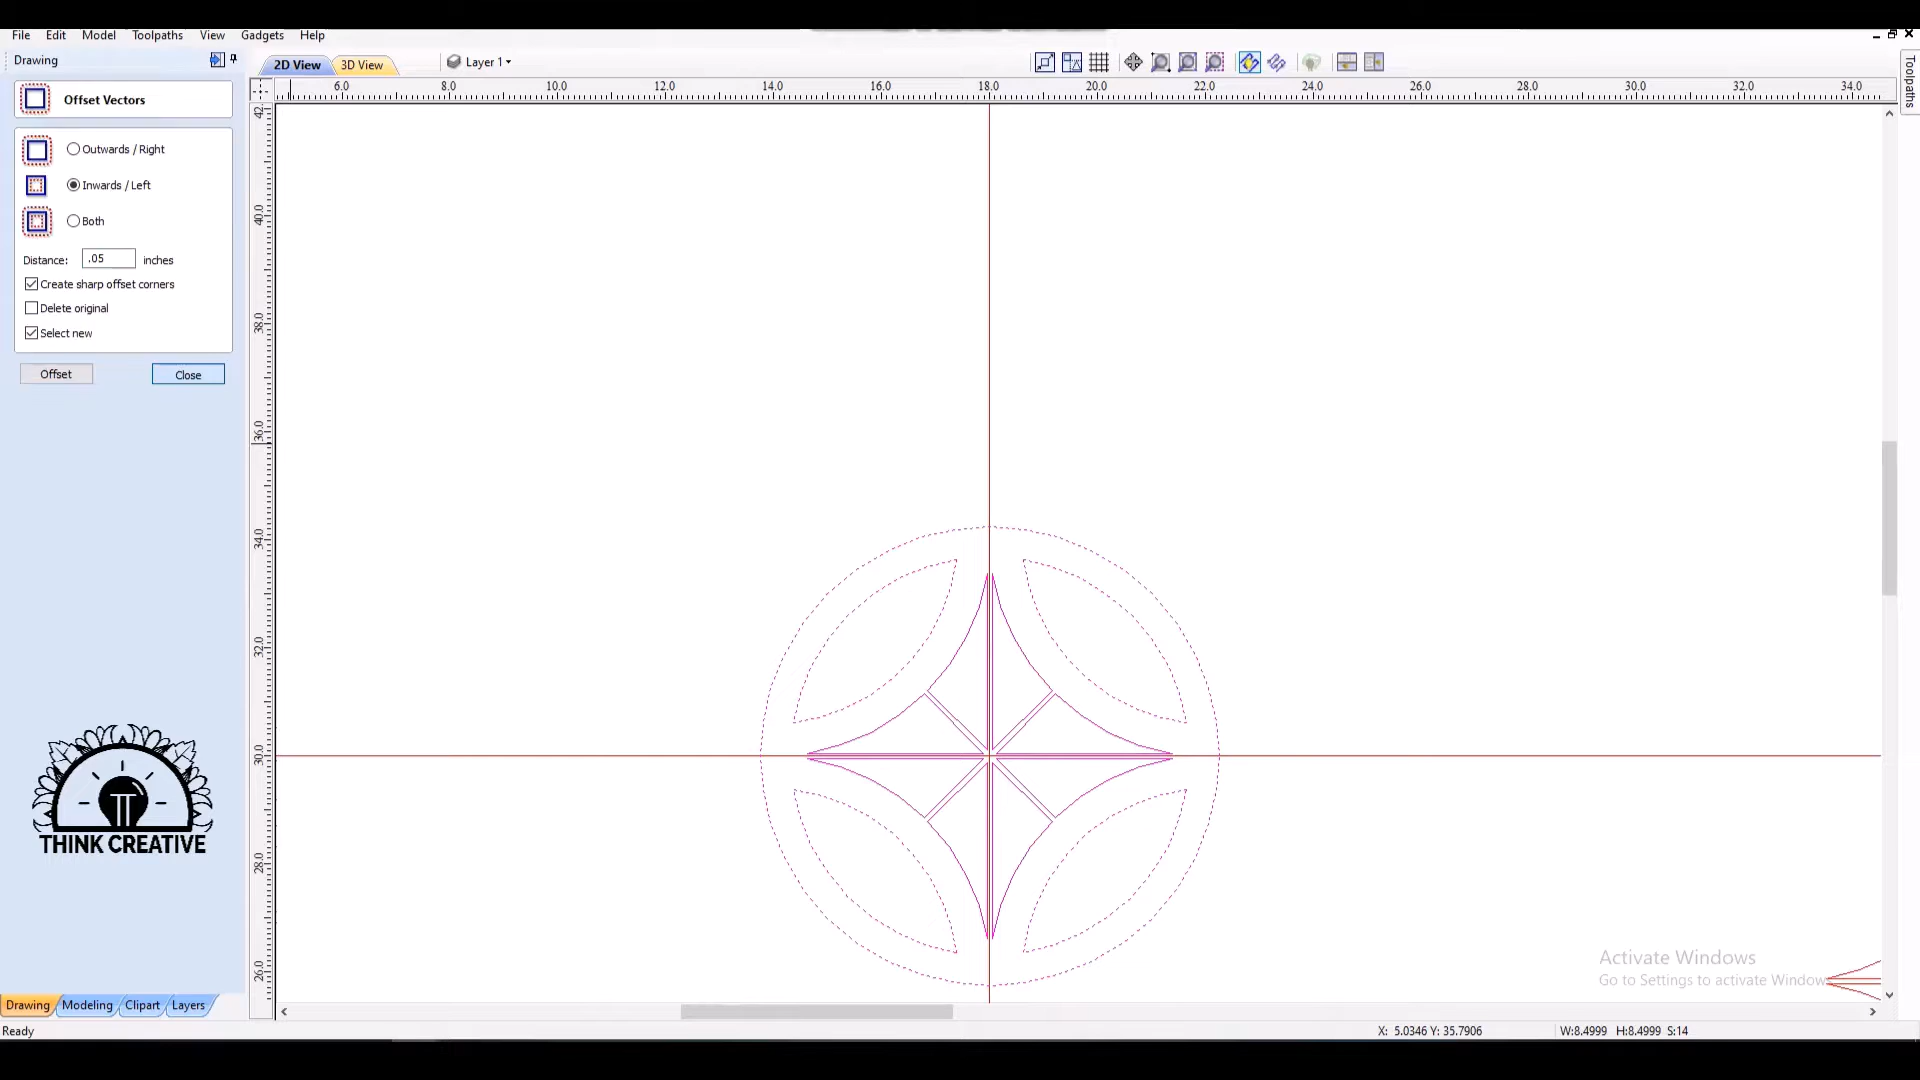 File Edit Model Toolpaths View Gadgets Help
Drawing
2D View 3D View Layer 1
Toolpaths
Offset Vectors
6.0 8.0 10.0 12.0 14.0 16.0 18.0 20.0 22.0 24.0 26.0 28.0 30.0 32.0 34.0
42.
40.0
38.0
36.0
34.0
32.0
30.0
28.0
26.0
Outwards / Right
Inwards / Left
Both
Distance: .05 inches
Create sharp offset corners
Delete original
Select new
Offset Close
THINK CREATIVE
Activate Windows
Go to Settings to activate Windows
Drawing Modeling Clipart Layers
Ready
X: 5.0346 Y: 35.7906 W:8.4999 H:8.4999 S:14